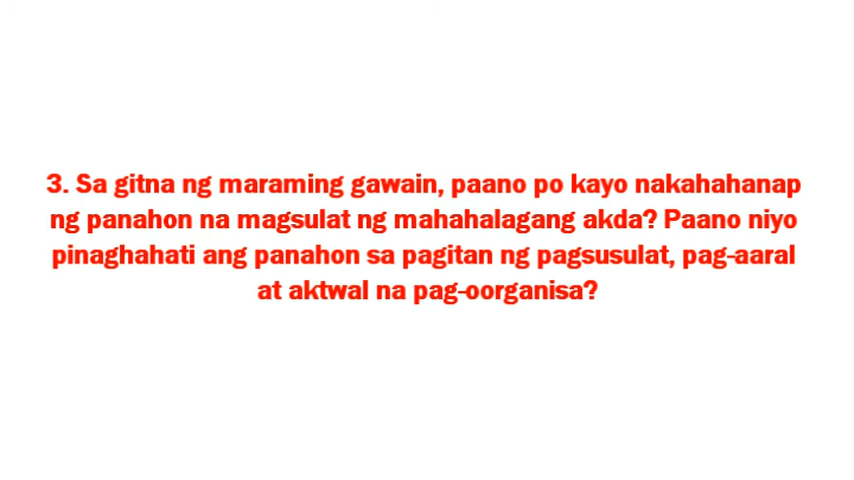 3. Sa gitna ng maraming gawain, paano po kayo nakahahanap
ng panahon na magsulat ng mahahalagang akda? Paano niyo
pinaghahati ang panahon sa pagitan ng pagsusulat, pag-aaral
at aktwal na pag-oorganisa?